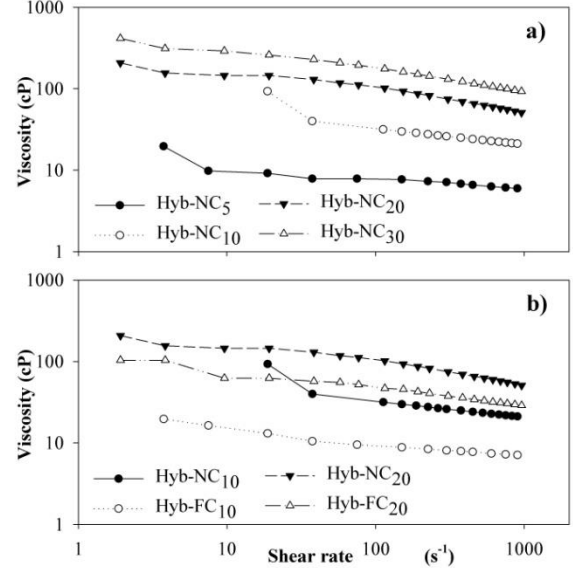 1000
a)
100
Viscosity (cP)
10
Hyb-NC5 Hyb-NC20
Hyb-NC10 Hyb-NC30
1
1000
b)
100
Viscosity (cP)
10
Hyb-NC10 Hyb-NC20
Hyb-FC10 Hyb-FC20
1
1 10 100 1000
Shear rate (s-1)